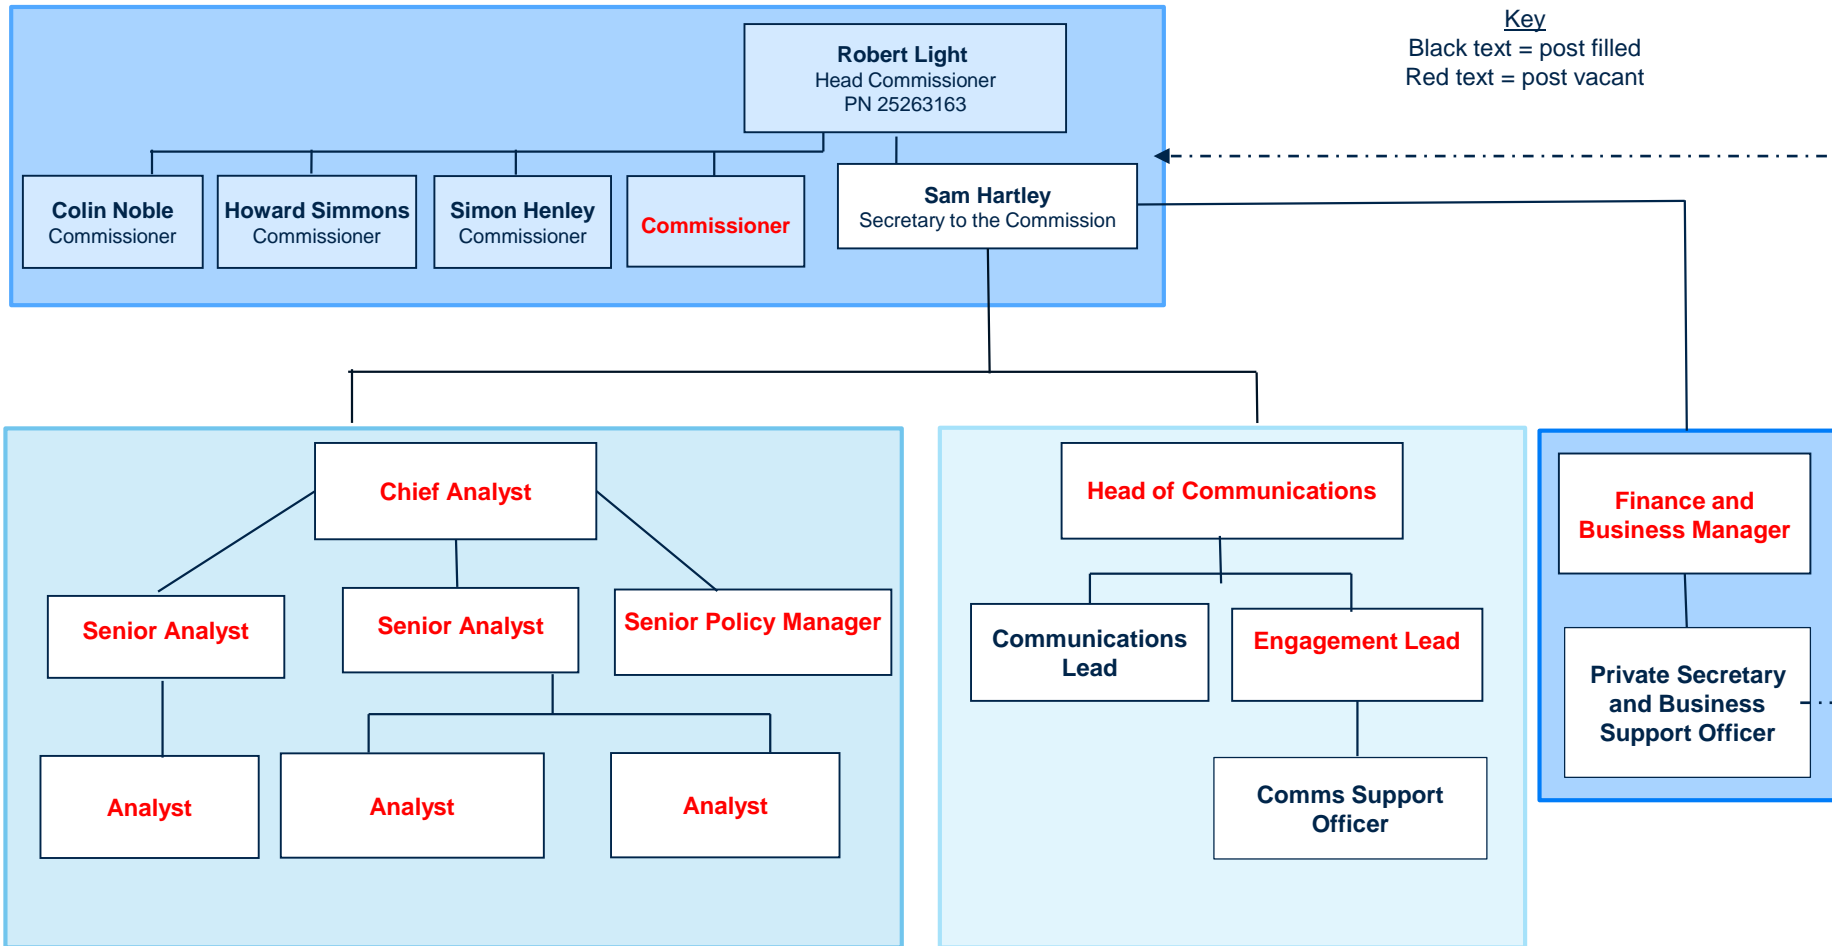 Key
Black text = post filled
Red text = post vacant
Robert Light
Head Commissioner
PN 25263163
Colin Noble
Commissioner
Howard Simmons
Commissioner
Simon Henley
Commissioner
Commissioner
Sam Hartley
Secretary to the Commission
Chief Analyst
Senior Analyst
Senior Analyst
Senior Policy Manager
Analyst
Analyst
Analyst
Head of Communications
Communications
Lead
Engagement Lead
Comms Support
Officer
Finance and
Business Manager
Private Secretary
and Business
Support Officer